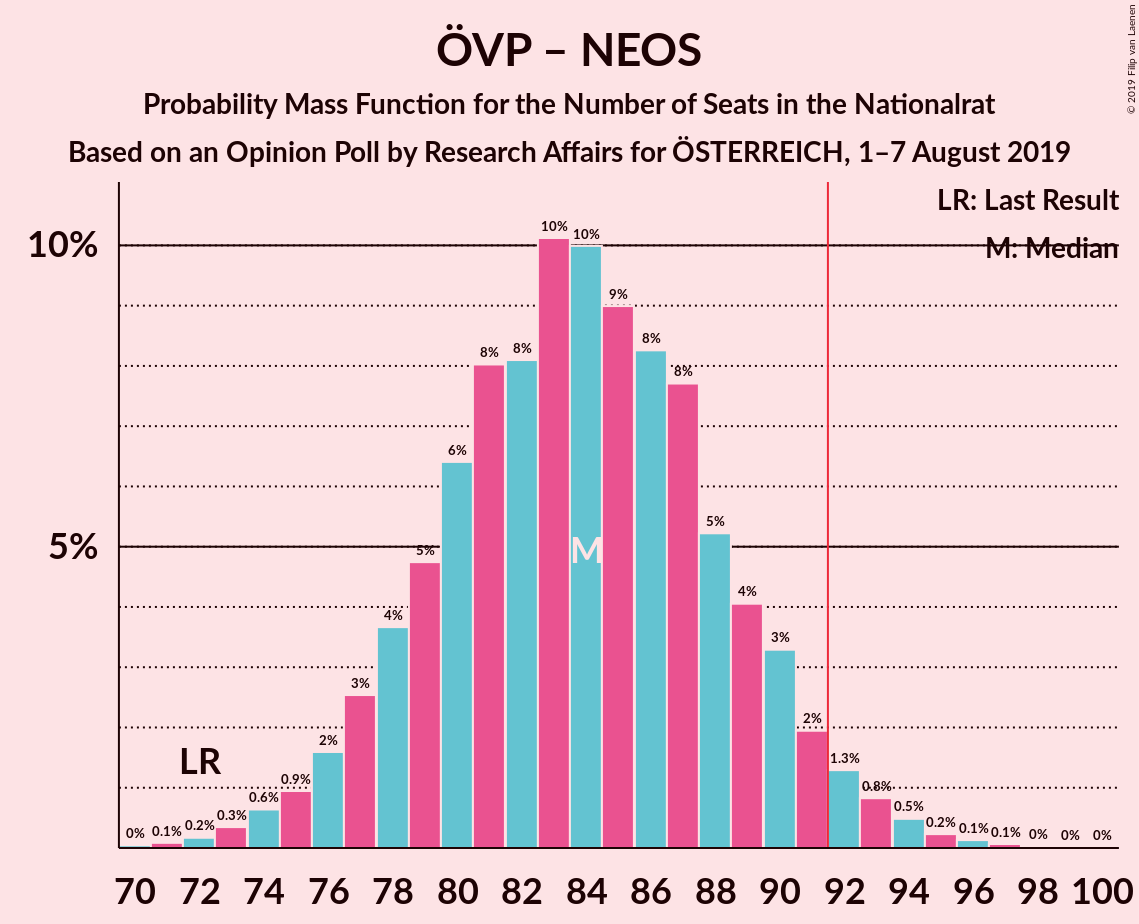 ÖVP – NEOS
Probability Mass Function for the Number of Seats in the Nationalrat
Based on an Opinion Poll by Research Affairs for ÖSTERREICH, 1–7 August 2019
© 2019 Filip van Laenen
LR: Last Result
M: Median
10%
5%
0% 0.1% 0.2% 0.3% 0.6% 0.9% 2% 3% 4% 5% 6% 8% 8% 10% 10% 9% 8% 8% 5% 4% 3% 2% 1.3% 0.8% 0.5% 0.2% 0.1% 0.1% 0% 0% 0%
LR
M
70 72 74 76 78 80 82 84 86 88 90 92 94 96 98 100